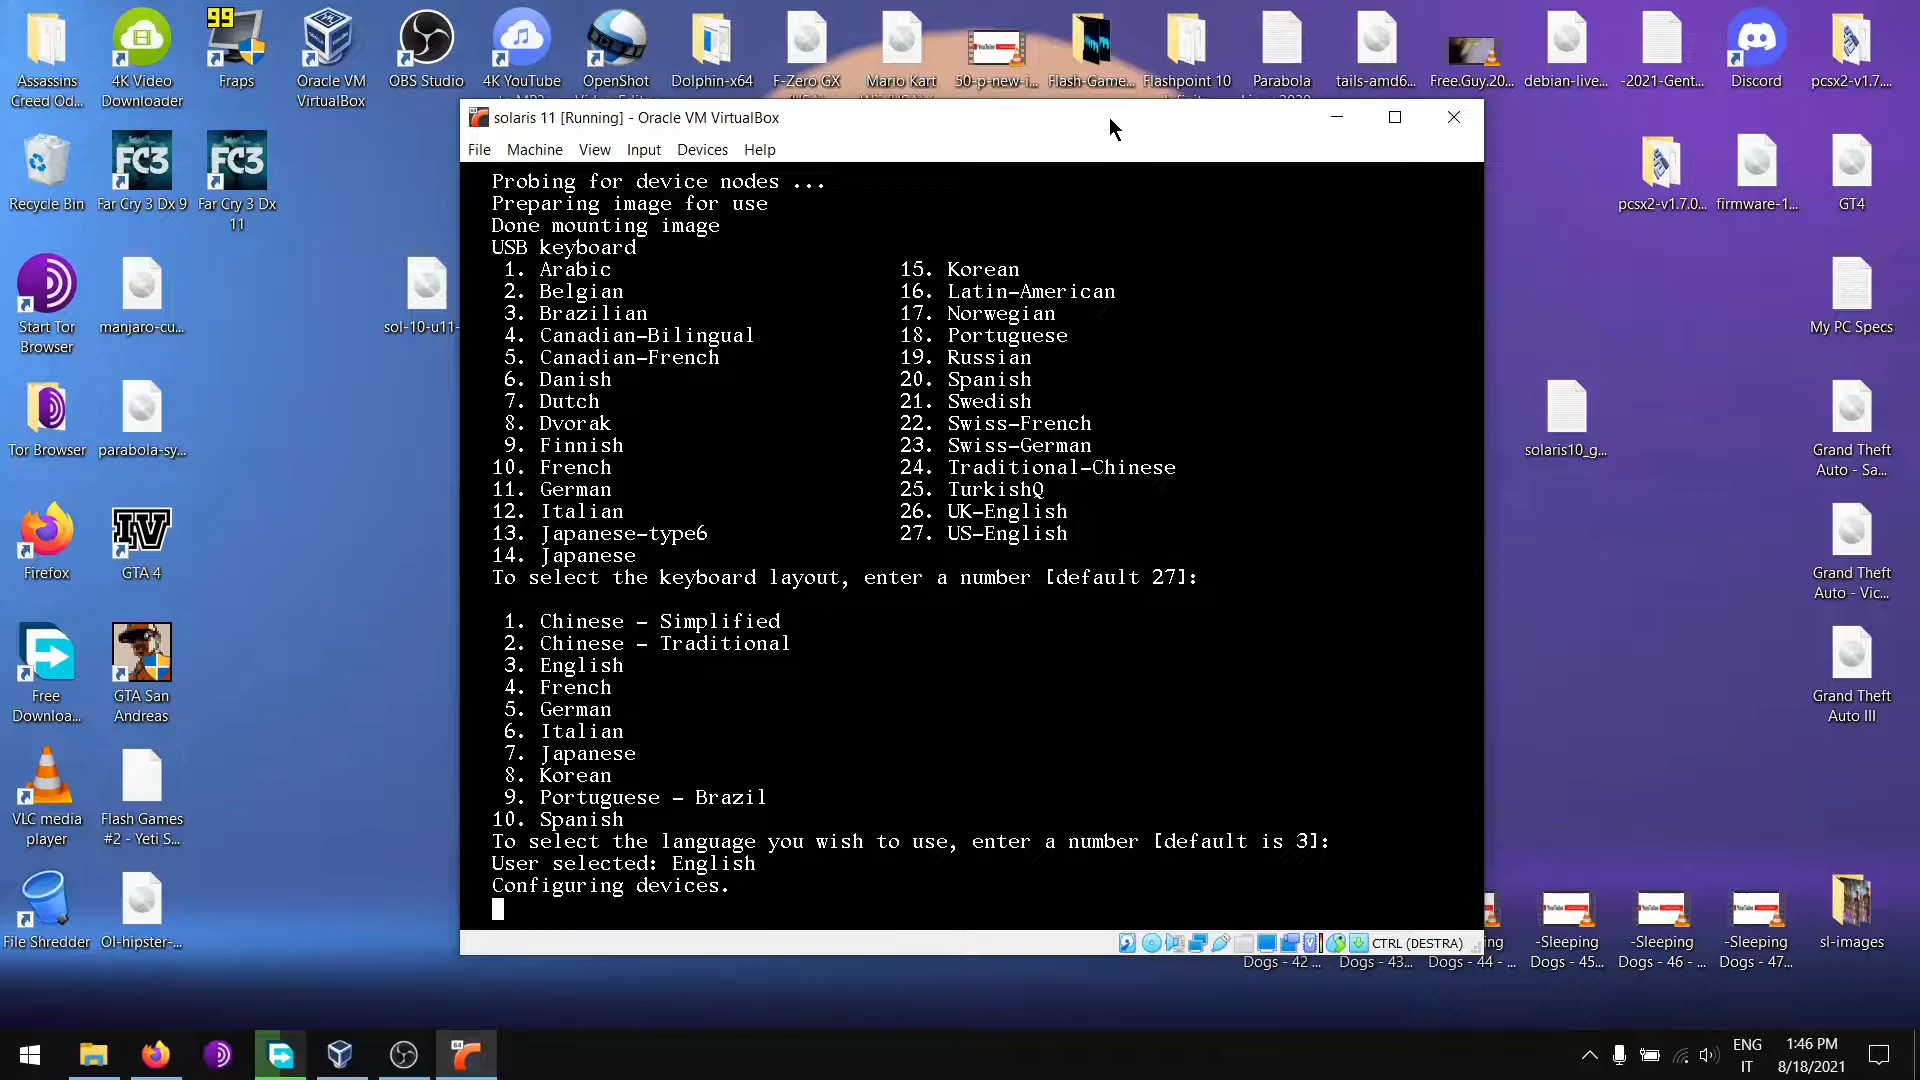 Assassins Creed Od...
4K Video Downloader
99
Fraps
Oracle VM VirtualBox
OBS Studio
4K YouTube
OpenShot
Dolphin-x64
F-Zero GX
Mario Kart
50-p-new-i...
Flash-Game...
Flashpoint 10
Parabola
tails-amd6...
Free.Guy.20...
debian-live...
-2021-Gent...
Discord
pcsx2-v1.7....
solaris 11 [Running] - Oracle VM VirtualBox
File Machine View Input Devices Help
Probing for device nodes ...
Preparing image for use
Done mounting image
USB keyboard
1. Arabic 15. Korean
2. Belgian 16. Latin-American
3. Brazilian 17. Norwegian
4. Canadian-Bilingual 18. Portuguese
5. Canadian-French 19. Russian
6. Danish 20. Spanish
7. Dutch 21. Swedish
8. Dvorak 22. Swiss-French
9. Finnish 23. Swiss-German
10. French 24. Traditional-Chinese
11. German 25. TurkishQ
12. Italian 26. UK-English
13. Japanese-type6 27. US-English
14. Japanese
To select the keyboard layout, enter a number [default 27]:
1. Chinese - Simplified
2. Chinese - Traditional
3. English
4. French
5. German
6. Italian
7. Japanese
8. Korean
9. Portuguese - Brazil
10. Spanish
To select the language you wish to use, enter a number [default is 3]:
User selected: English
Configuring devices.
CTRL (DESTRA)
Recycle Bin
FC3
Far Cry 3 Dx 9
FC3
Far Cry 3 Dx 11
pcsx2-v1.7.0...
firmware-1...
GT4
Start Tor Browser
manjaro-cu...
sol-10-u11-
My PC Specs
Tor Browser
parabola-sy...
solaris10_g...
Grand Theft Auto - Sa...
Firefox
IV
GTA 4
Grand Theft Auto - Vic...
Free Downloa...
GTA San Andreas
Grand Theft Auto III
VLC media player
Flash Games #2 - Yeti S...
File Shredder
OI-hipster-...
Dogs - 42 ...
Dogs - 43...
ing
Dogs - 44 - ...
-Sleeping Dogs - 45...
-Sleeping Dogs - 46 - ...
-Sleeping Dogs - 47...
sl-images
64
ENG
IT
1:46 PM
8/18/2021